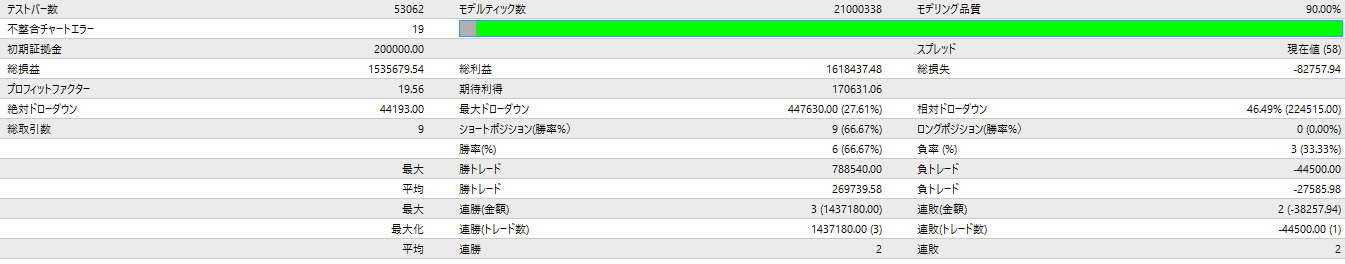 テストバー数 53062 モデルティック数 21000338 モデリング品質 90.00%
不整合チャートエラー 19
初期証拠金 200000.00 スプレッド 現在値 (58)
総損益 1535679.54 総利益 1618437.48 総損失 -82757.94
プロフィットファクター 19.56 期待利得 170631.06
絶対ドローダウン 44193.00 最大ドローダウン 447630.00 (27.61%) 相対ドローダウン 46.49% (224515.00)
総取引数 9 ショートポジション(勝率%) 9 (66.67%) ロングポジション(勝率%) 0 (0.00%)
勝率(%) 6 (66.67%) 負率 (%) 3 (33.33%)
最大 勝トレード 788540.00 負トレード -44500.00
平均 勝トレード 269739.58 負トレード -27585.98
最大 連勝(金額) 3 (1437180.00) 連敗(金額) 2 (-38257.94)
最大化 連勝(トレード数) 1437180.00 (3) 連敗(トレード数) -44500.00 (1)
平均 連勝 2 連敗 2